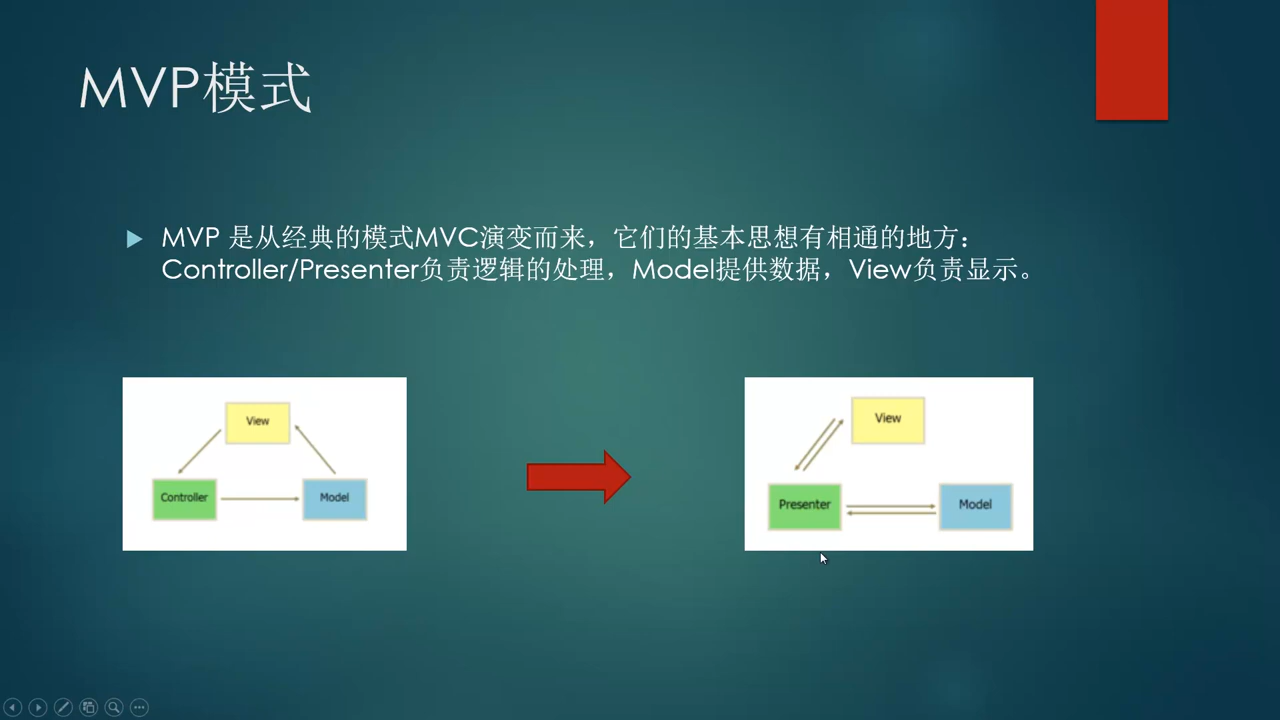 MVP模式
MVP 是从经典的模式MVC演变而来，它们的基本思想有相通的地方：
Controller/Presenter负责逻辑的处理，Model提供数据，View负责显示。
View
Controller
Model
View
Presenter
Model